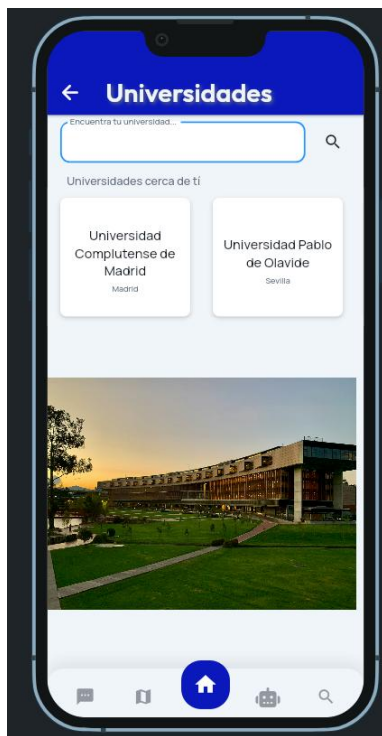 Universidades
Encuentra tu universidad...
Universidades cerca de tí
Universidad
Complutense de
Madrid
Madrid
Universidad Pablo
de Olavide
Sevilla